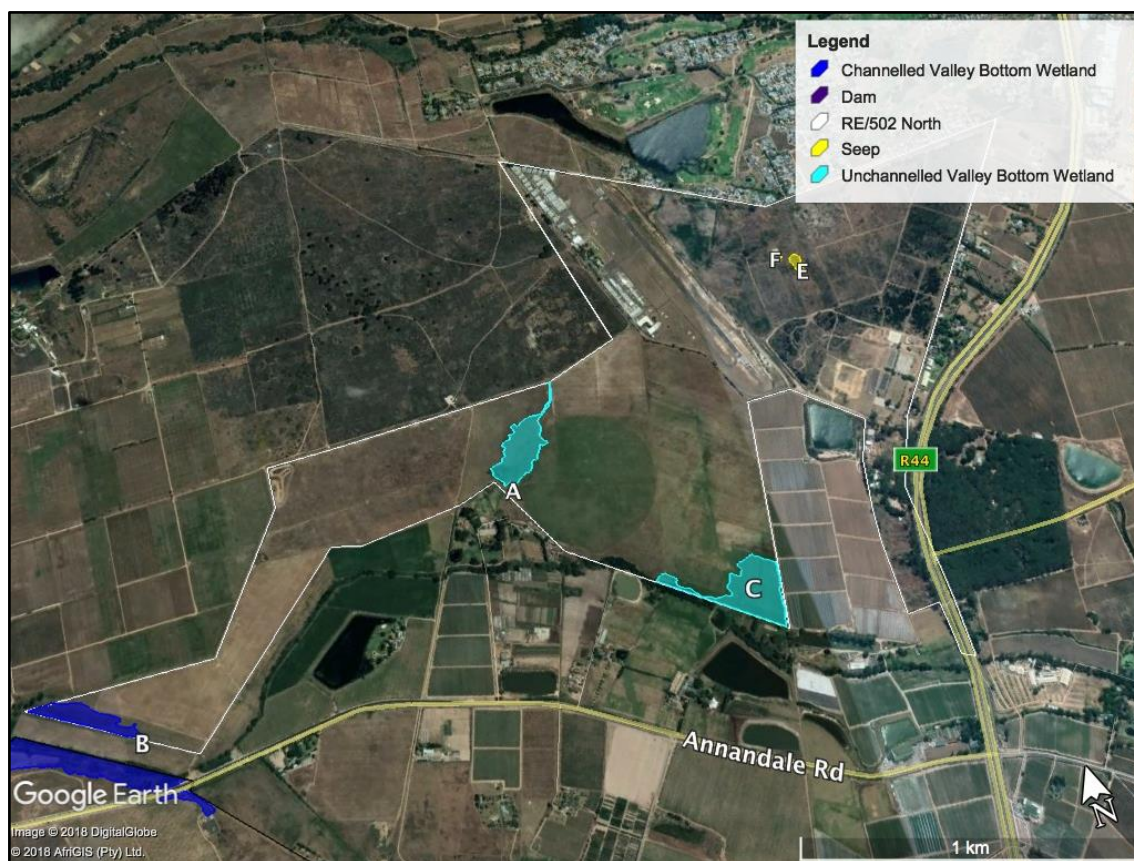 Legend
Channelled Valley Bottom Wetland
Dam
RE/502 North
Seep
Unchannelled Valley Bottom Wetland
F
E
R44
A
C
B
Annandale Rd
Google Earth
N
Image © 2018 DigitalGlobe
© 2018 AfriGIS (Pty) Ltd.
1 km